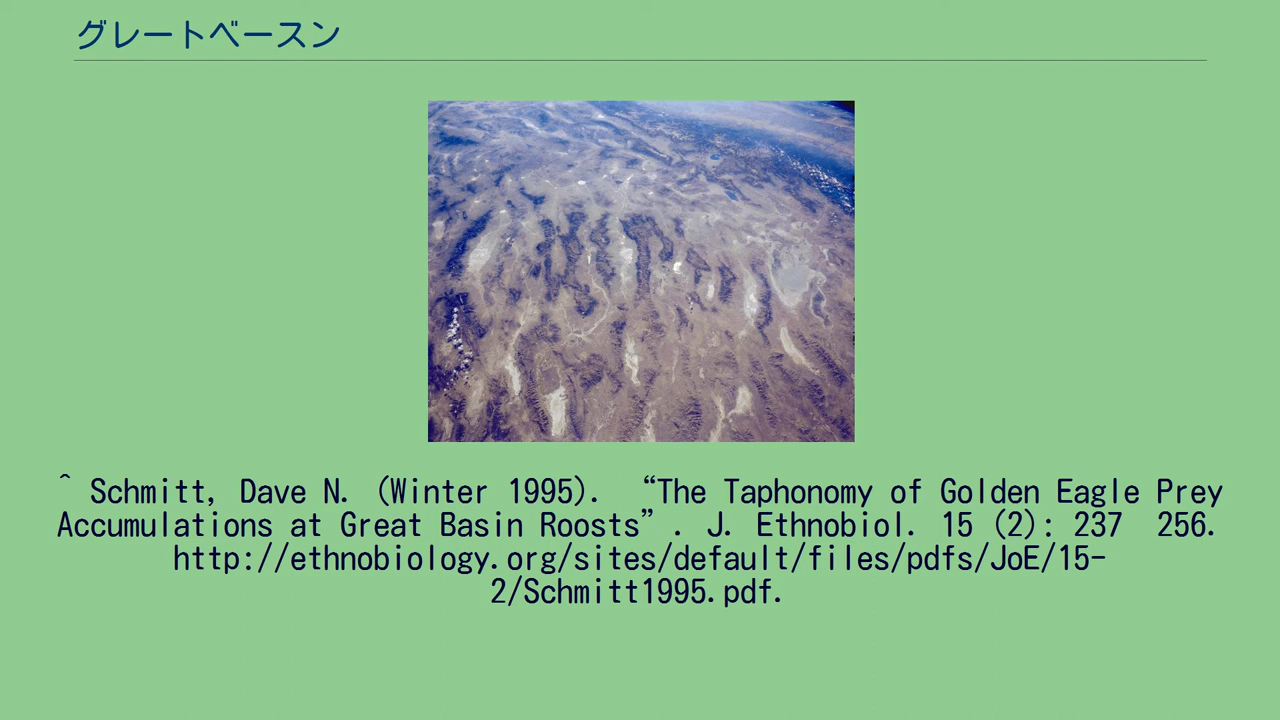 グレートベースン
^ Schmitt, Dave N. (Winter 1995). “The Taphonomy of Golden Eagle Prey
Accumulations at Great Basin Roosts”. J. Ethnobiol. 15 (2): 237 256.
http://ethnobiology.org/sites/default/files/pdfs/JoE/15-
2/Schmitt1995.pdf.